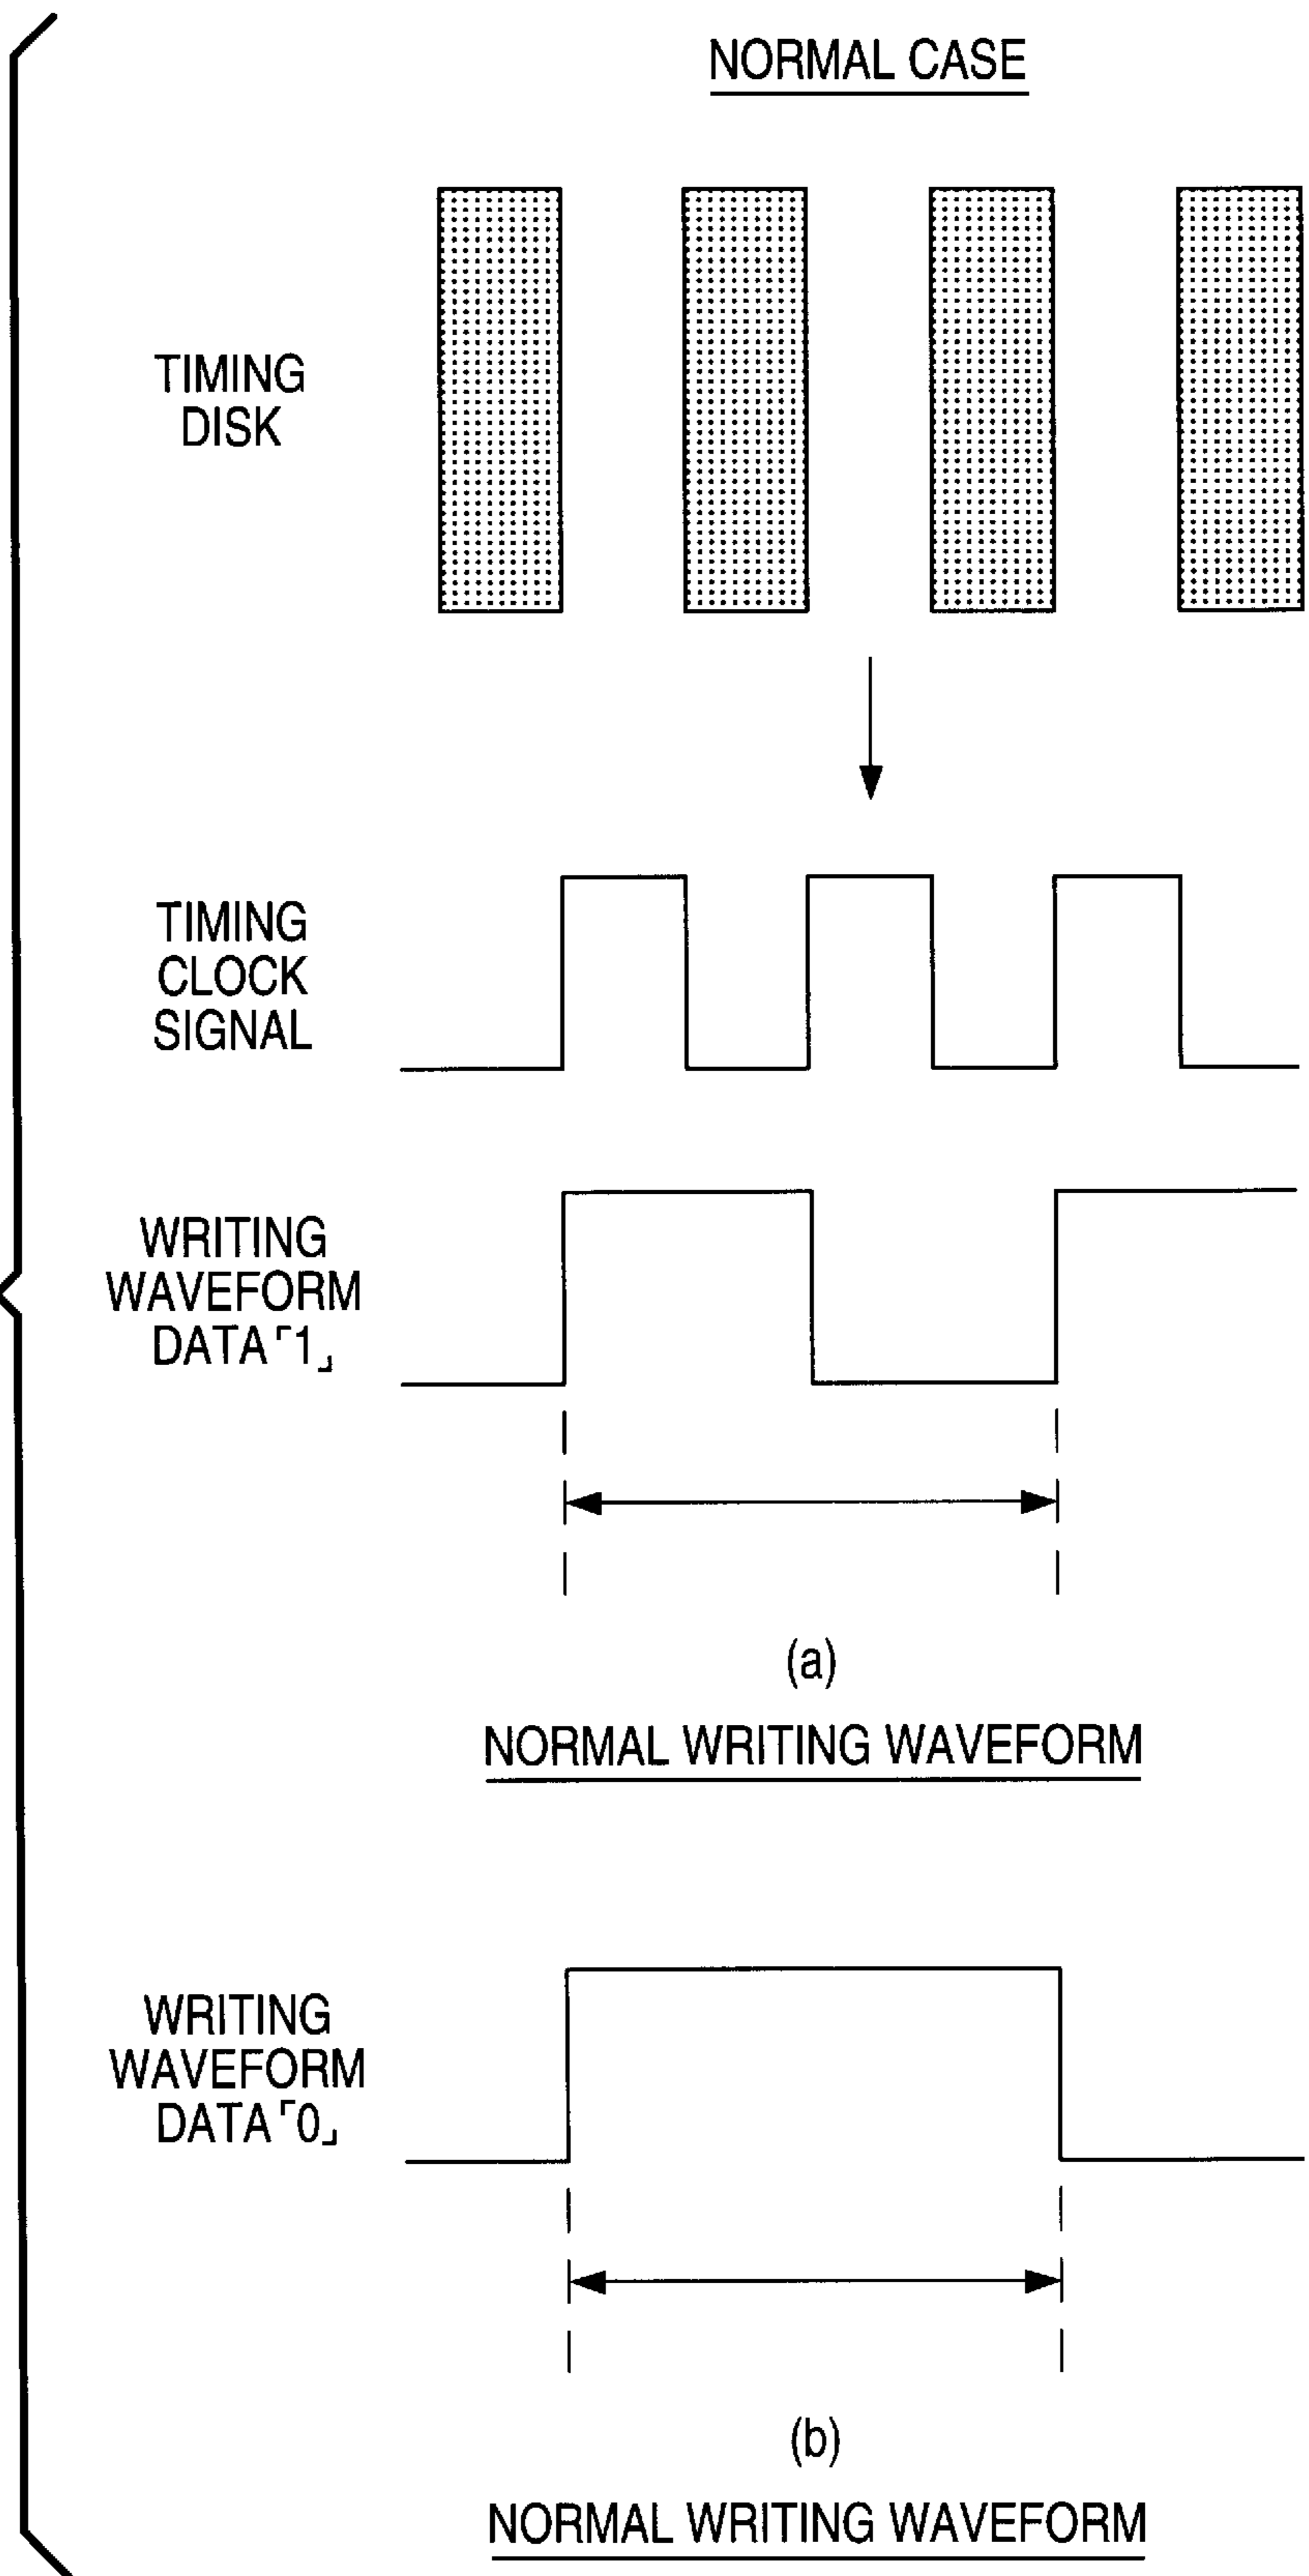 NORMAL CASE
TIMING
DISK
TIMING
CLOCK
SIGNAL
WRITING
WAVEFORM
DATA「1」
(a)
NORMAL WRITING WAVEFORM
WRITING
WAVEFORM
DATA「0」
(b)
NORMAL WRITING WAVEFORM